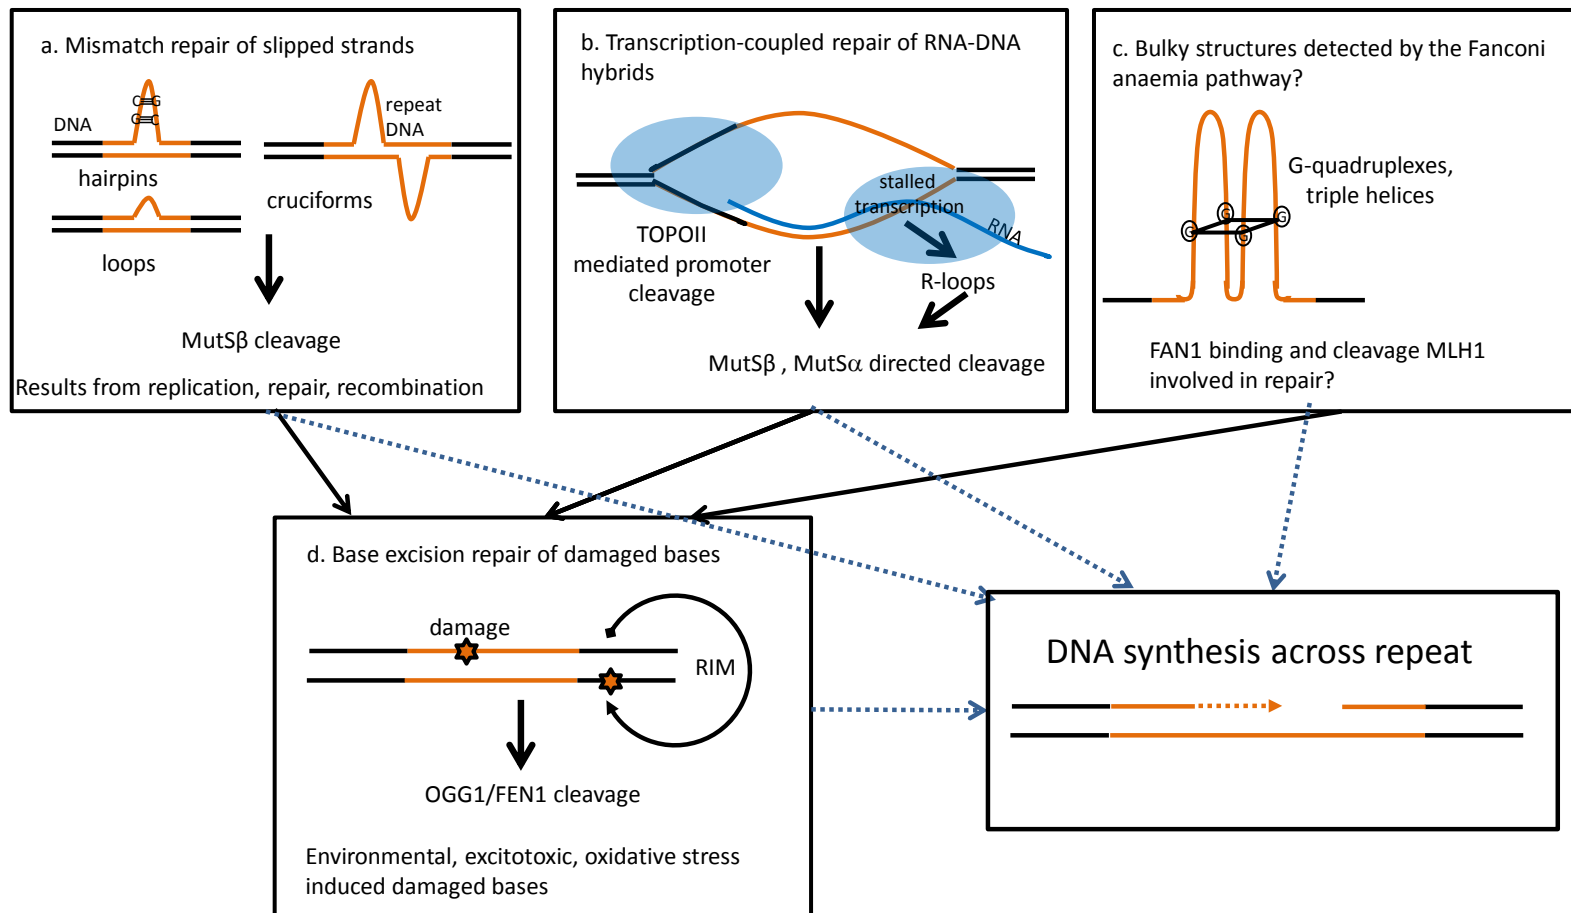 a. Mismatch repair of slipped strands
C≡G
G≡C
DNA
repeat
DNA
hairpins
cruciforms
loops
MutSβ cleavage
Results from replication, repair, recombination
b. Transcription-coupled repair of RNA-DNA
hybrids
stalled
transcription
RNA
TOPOII
mediated promoter
cleavage
R-loops
MutSβ , MutSα directed cleavage
c. Bulky structures detected by the Fanconi
anaemia pathway?
G-quadruplexes,
triple helices
G
G
G
G
FAN1 binding and cleavage MLH1
involved in repair?
d. Base excision repair of damaged bases
damage
RIM
OGG1/FEN1 cleavage
Environmental, excitotoxic, oxidative stress
induced damaged bases
DNA synthesis across repeat